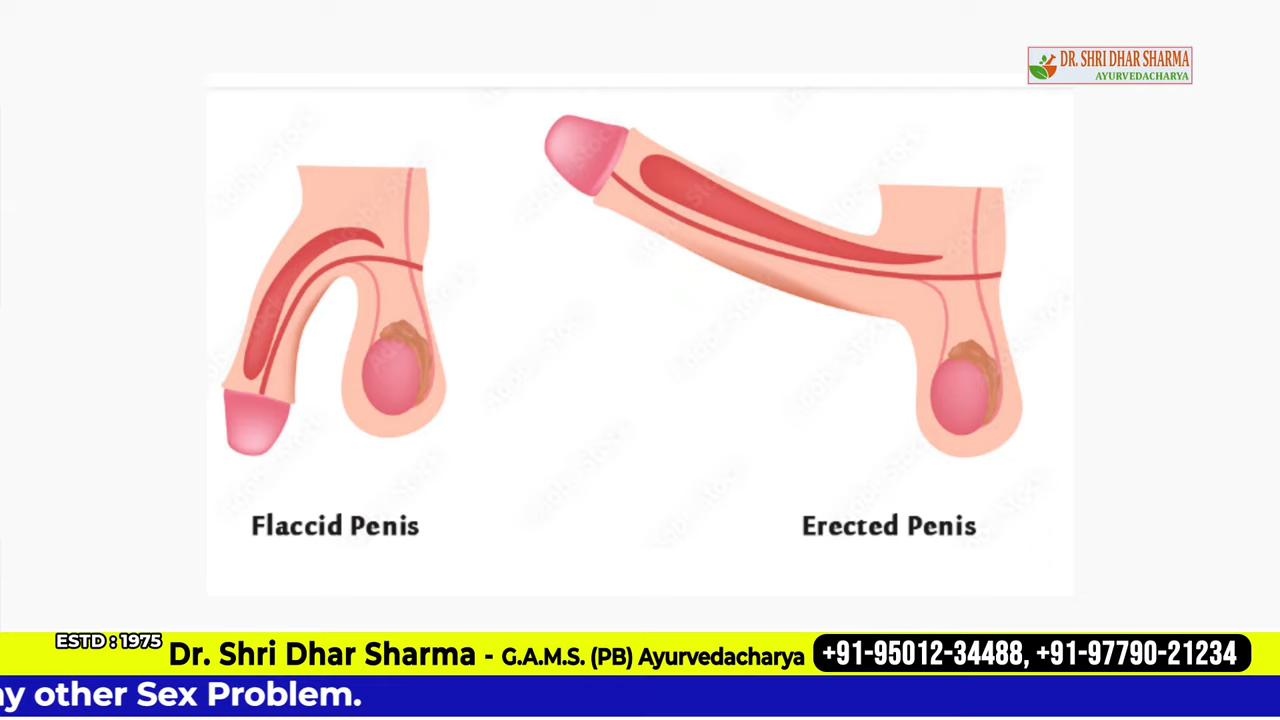 DR. SHRI DHAR SHARMA
AYURVEDACHARYA
Flaccid Penis
Erected Penis
ESTD : 1975
Dr. Shri Dhar Sharma - G.A.M.S. (PB) Ayurvedacharya
+91-95012-34488, +91-97790-21234
ny other Sex Problem.